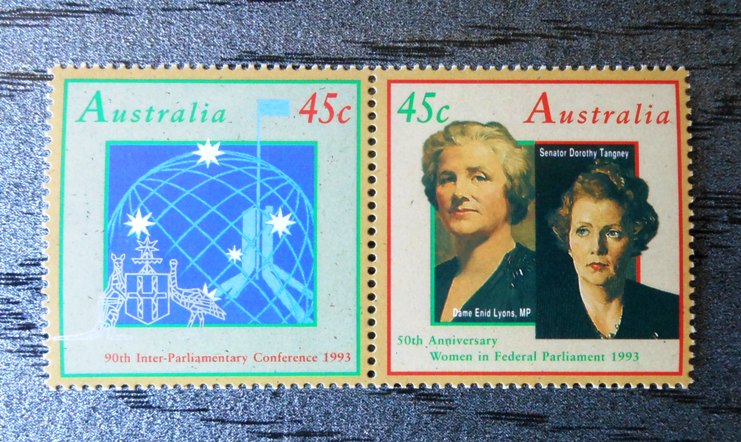 Australia 45c
90th Inter-Parliamentary Conference 1993
45c Australia
Senator Dorothy Tangney
Dame Enid Lyons, MP
50th Anniversary
Women in Federal Parliament 1993